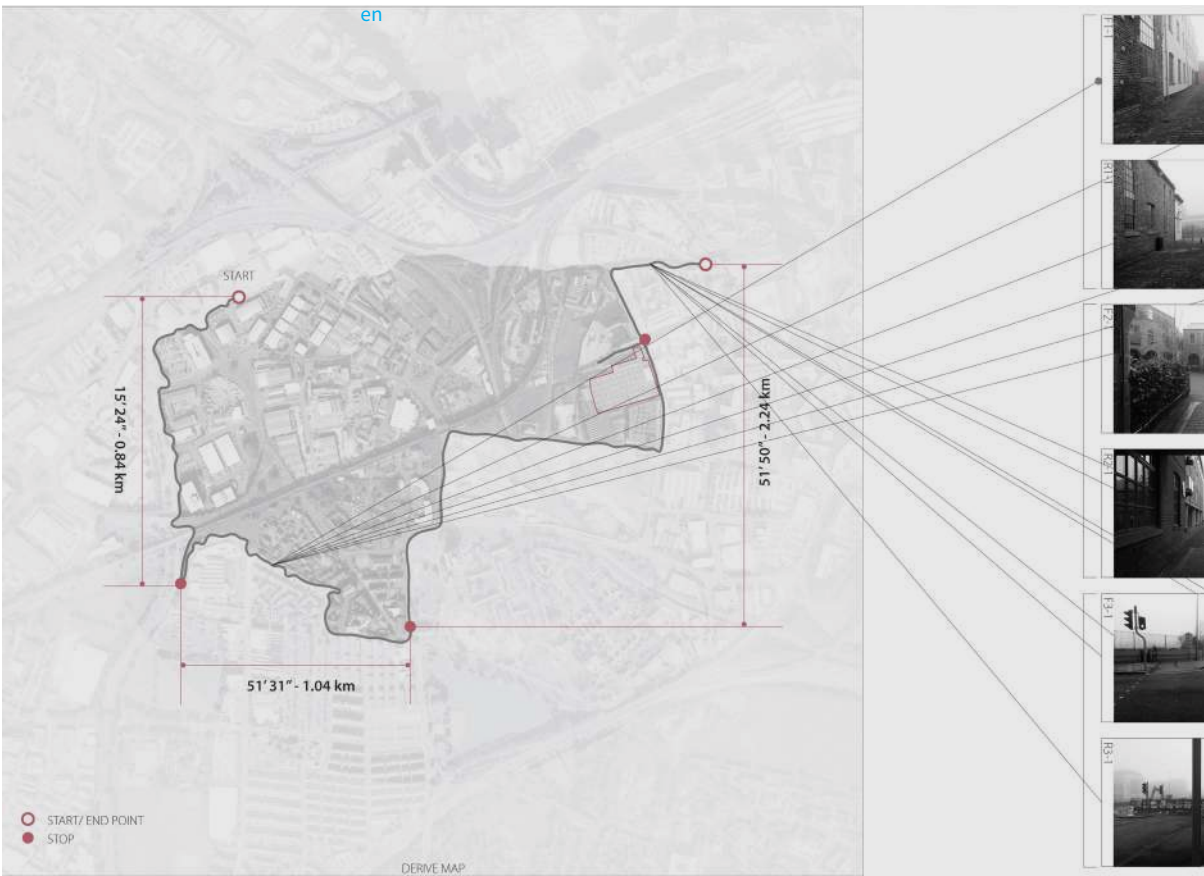 en
START
15'24" - 0.84 km
51'31" - 1.04 km
51'50" - 2.24 km
START/ END POINT
STOP
DERIVE MAP
F1-1
R1-1
F2-1
R2-1
F3-1
R3-1